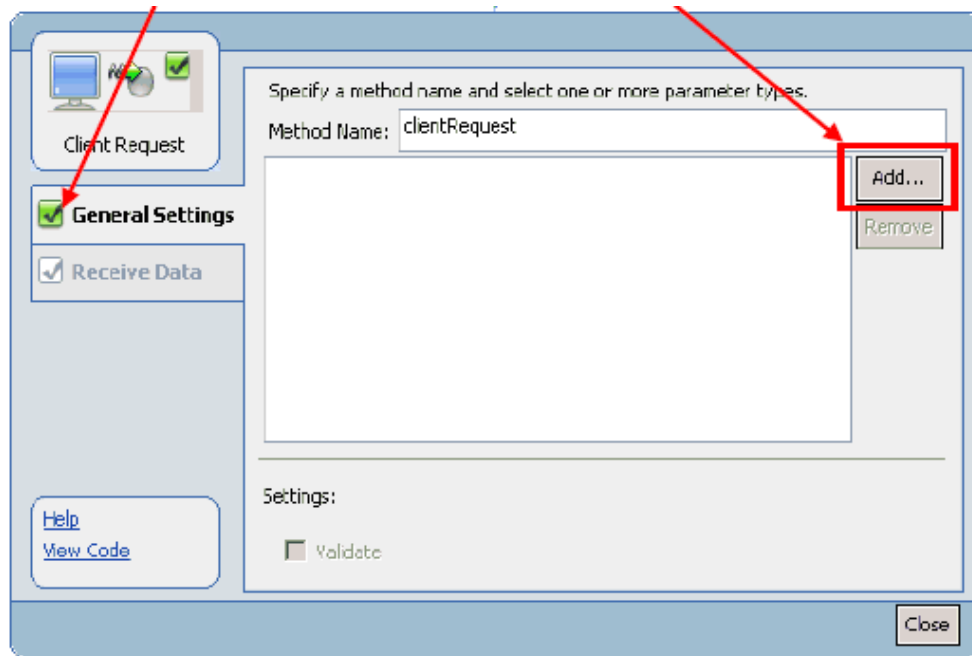 Client Request
General Settings
Receive Data
Help
View Code
Specify a method name and select one or more parameter types.
Method Name: clientRequest
Add...
Remove
Settings:
Validate
Close